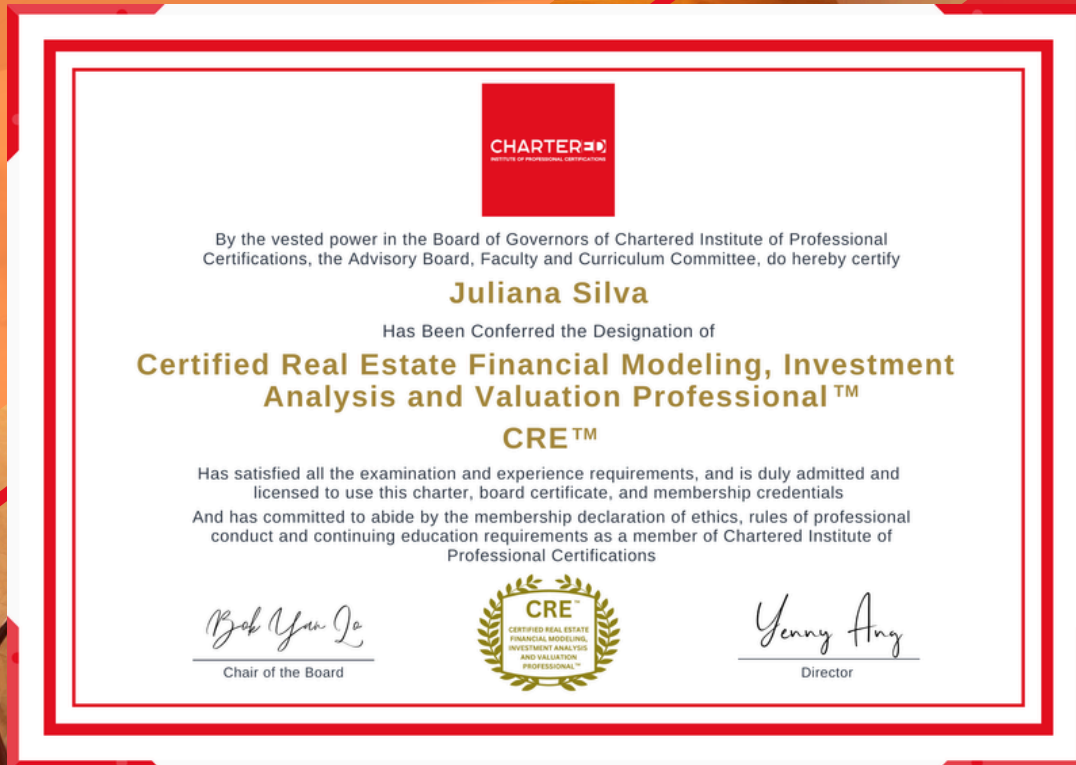 CHARTERED
INSTITUTE OF PROFESSIONAL CERTIFICATIONS
By the vested power in the Board of Governors of Chartered Institute of Professional
Certifications, the Advisory Board, Faculty and Curriculum Committee, do hereby certify
Juliana Silva
Has Been Conferred the Designation of
Certified Real Estate Financial Modeling, Investment
Analysis and Valuation Professional™
CRE™
Has satisfied all the examination and experience requirements, and is duly admitted and
licensed to use this charter, board certificate, and membership credentials
And has committed to abide by the membership declaration of ethics, rules of professional
conduct and continuing education requirements as a member of Chartered Institute of
Professional Certifications
Bok Yan Lo
Chair of the Board
CRE™
CERTIFIED REAL ESTATE
FINANCIAL MODELING,
INVESTMENT ANALYSIS
AND VALUATION
PROFESSIONAL™
Yenny Ang
Director